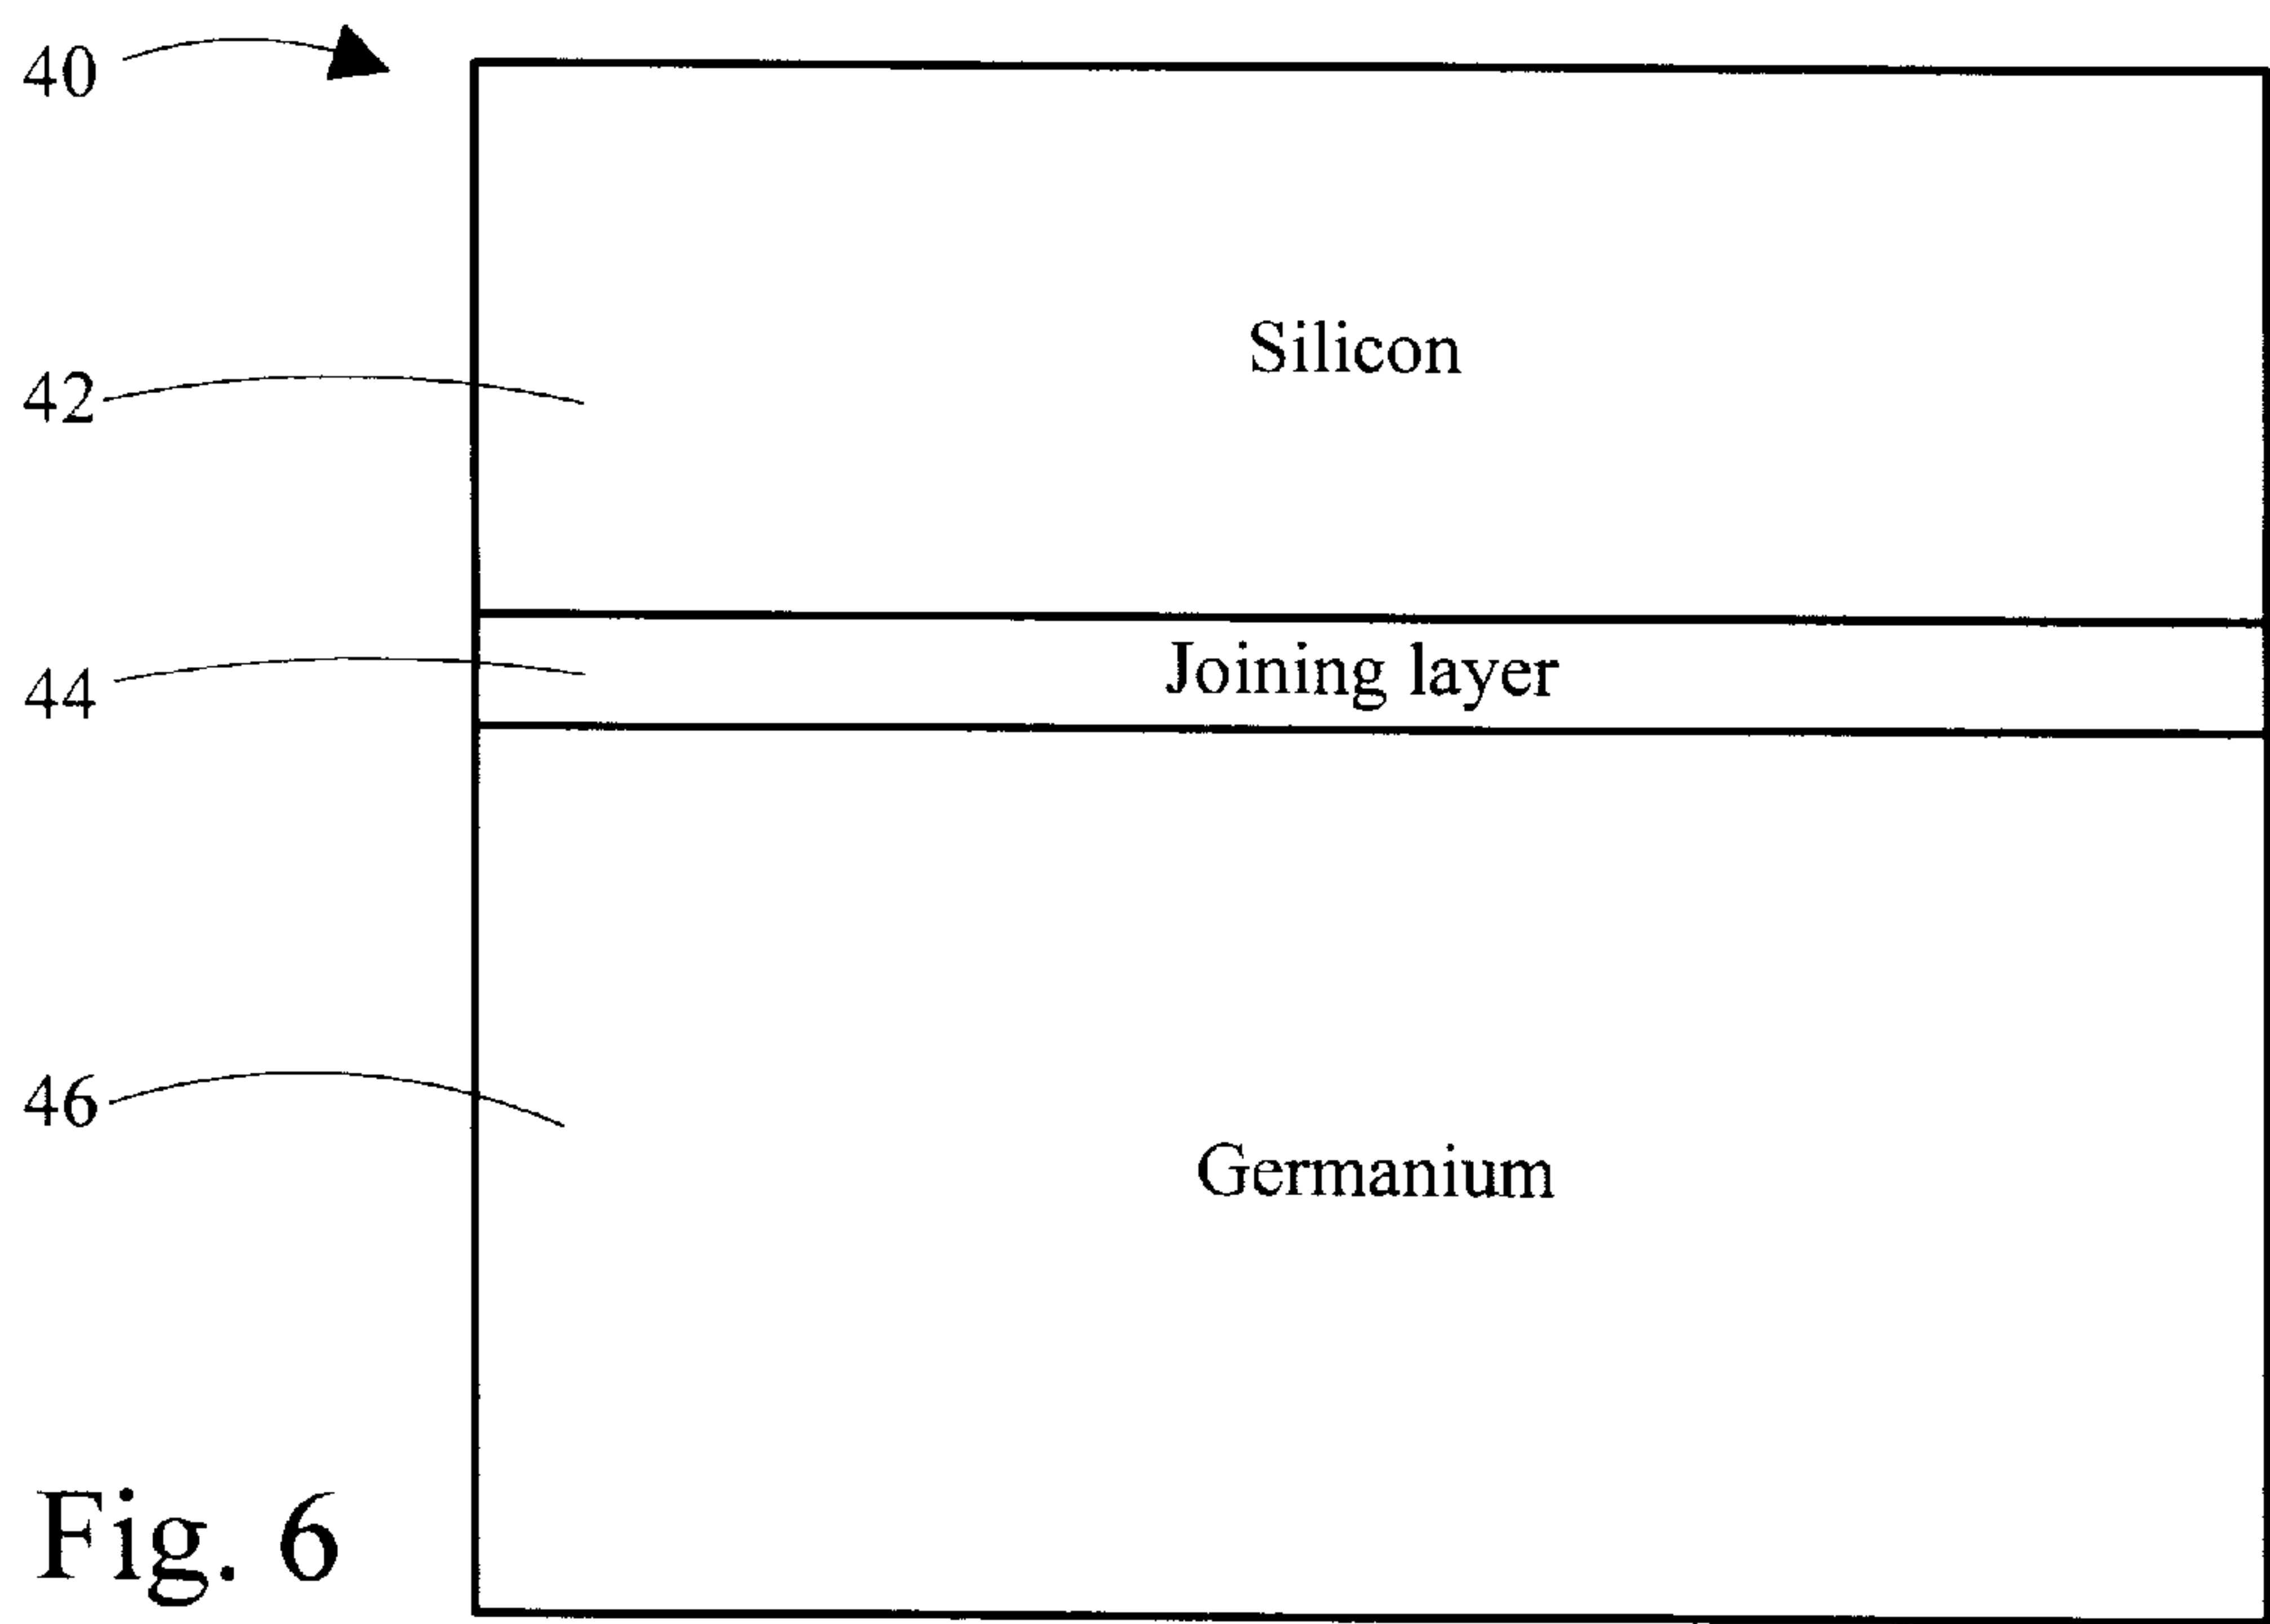 40
Silicon
42
Joining layer
44
46
Germanium
Fig. 6